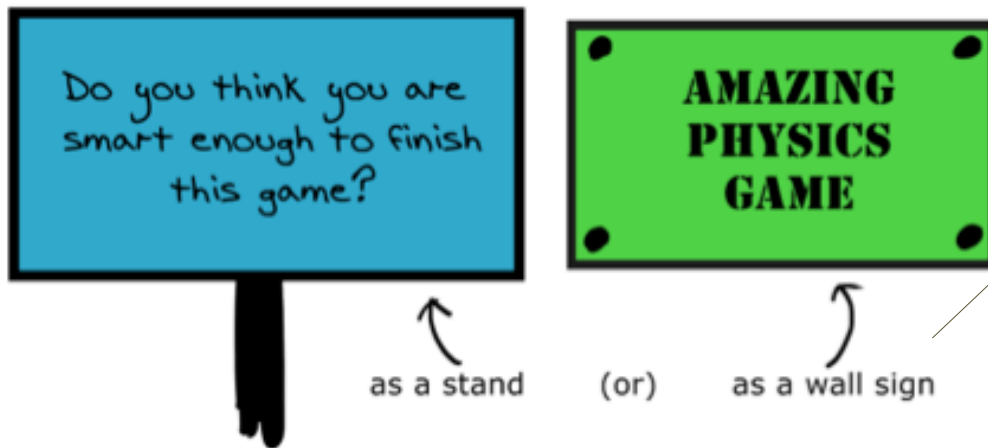 Do you think you are
smart enough to finish
this game?
AMAZING
PHYSICS
GAME
as a stand
(or)
as a wall sign